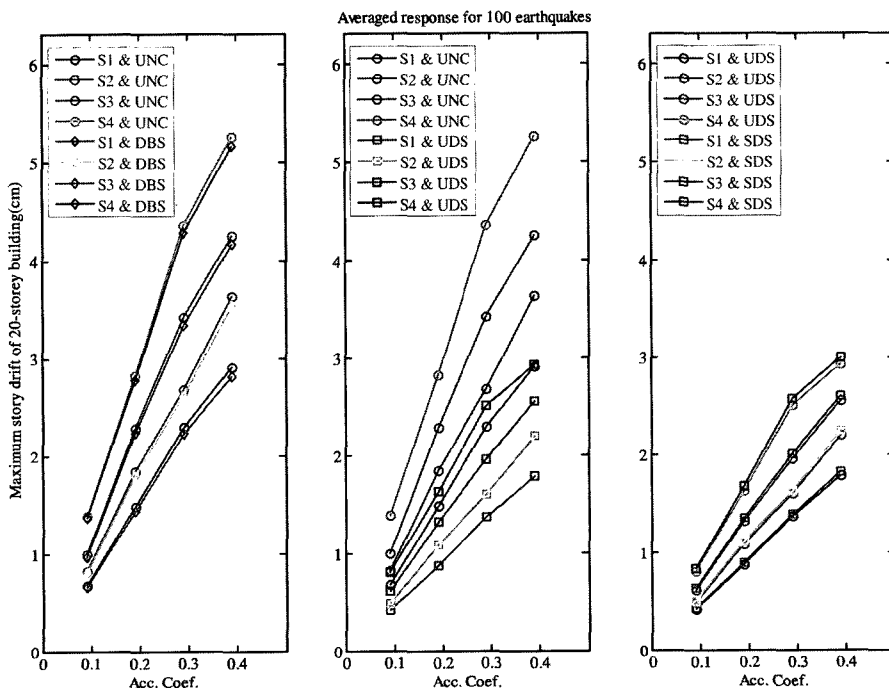 Averaged response for 100 earthquakes
Maximum story drift of 20-storey building(cm)
6
5
4
3
2
1
0
S1 & UNC
S2 & UNC
S3 & UNC
S4 & UNC
S1 & DBS
S2 & DBS
S3 & DBS
S4 & DBS
0 0.1 0.2 0.3 0.4
Acc. Coef.
6
5
4
3
2
1
0
S1 & UNC
S2 & UNC
S3 & UNC
S4 & UNC
S1 & UDS
S2 & UDS
S3 & UDS
S4 & UDS
0 0.1 0.2 0.3 0.4
Acc. Coef.
6
5
4
3
2
1
0
S1 & UDS
S2 & UDS
S3 & UDS
S4 & UDS
S1 & SDS
S2 & SDS
S3 & SDS
S4 & SDS
0 0.1 0.2 0.3 0.4
Acc. Coef.